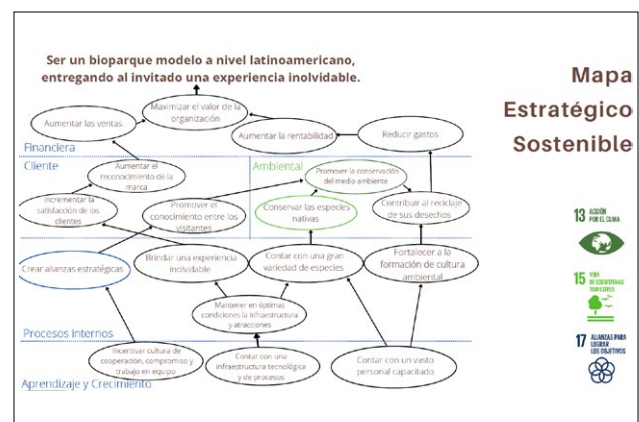 Ser un bioparque modelo a nivel latinoamericano,
entregando al invitado una experiencia inolvidable.
Mapa
Estratégico
Sostenible
Maximizar el valor de la
organización
Aumentar las ventas
Aumentar la rentabilidad
Reducir gastos
Financiera
Cliente
Aumentar el
reconocimiento de la
marca
Ambiental
Promover la conservación
del medio ambiente
Incrementar la
satisfacción de los
clientes
Promover el
conocimiento entre los
visitantes
Conservar las especies
nativas
Contribuir al reciclaje
de sus desechos
Crear alianzas estratégicas
Brindar una experiencia
inolvidable
Contar con una gran
variedad de especies
Fortalecer a la
formación de cultura
ambiental
Mantener en óptimas
condiciones la infraestructura
y atracciones
Procesos internos
Incentivar cultura de
cooperación, compromiso y
trabajo en equipo
Contar con una
infraestructura tecnológica
y de procesos
Contar con un vasto
personal capacitado
Aprendizaje y Crecimiento
13 ACCIÓN
POR EL CLIMA
15 VIDA
DE ECOSISTEMAS
TERRESTRES
17 ALIANZAS PARA
LOGRAR
LOS OBJETIVOS